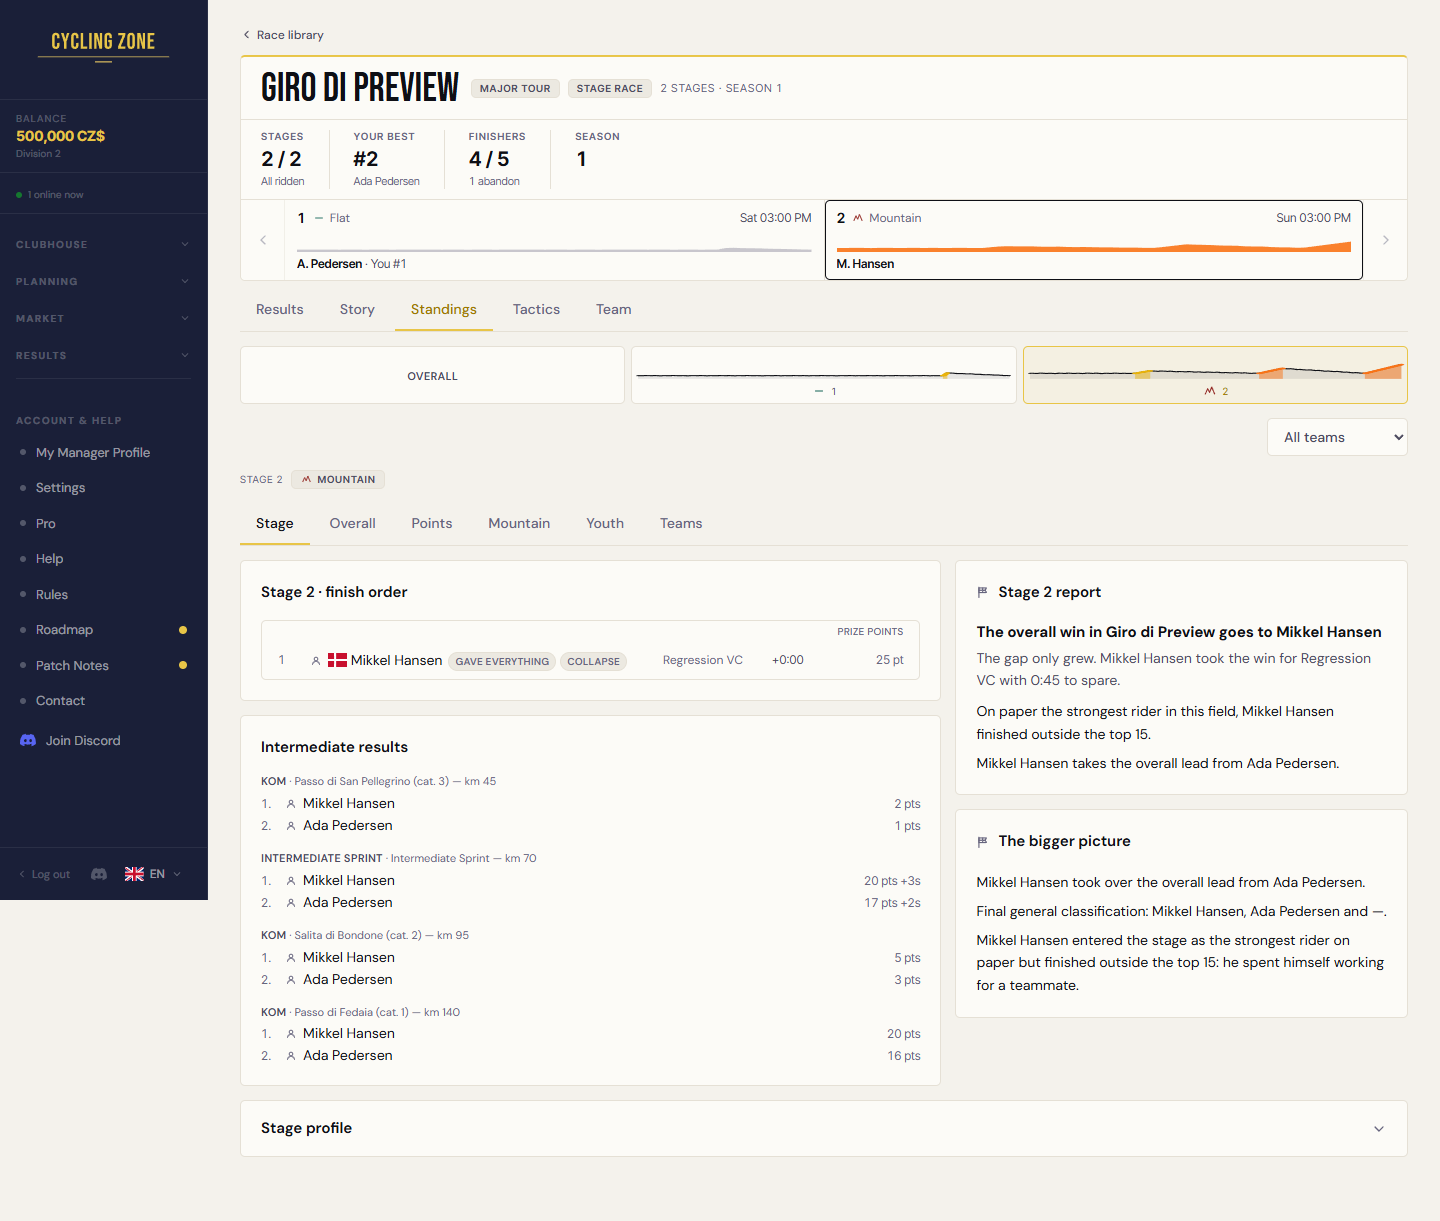 CYCLING ZONE
BALANCE
500,000 CZ$
Division 2
1 online now
CLUBHOUSE
PLANNING
MARKET
RESULTS
ACCOUNT & HELP
My Manager Profile
Settings
Pro
Help
Rules
Roadmap
Patch Notes
Contact
Join Discord
Log out
EN
Race library
GIRO DI PREVIEW MAJOR TOUR STAGE RACE 2 STAGES · SEASON 1
STAGES YOUR BEST FINISHERS SEASON
2 / 2 #2 4 / 5 1
All ridden Ada Pedersen 1 abandon
1 Flat Sat 03:00 PM 2 Mountain Sun 03:00 PM
A. Pedersen · You #1 M. Hansen
Results Story Standings Tactics Team
OVERALL 1 2
All teams
STAGE 2 MOUNTAIN
Stage Overall Points Mountain Youth Teams
Stage 2 · finish order
PRIZE POINTS
1 Mikkel Hansen GAVE EVERYTHING COLLAPSE Regression VC +0:00 25 pt
Intermediate results
KOM · Passo di San Pellegrino (cat. 3) — km 45
1. Mikkel Hansen 2 pts
2. Ada Pedersen 1 pts
INTERMEDIATE SPRINT · Intermediate Sprint — km 70
1. Mikkel Hansen 20 pts +3s
2. Ada Pedersen 17 pts +2s
KOM · Salita di Bondone (cat. 2) — km 95
1. Mikkel Hansen 5 pts
2. Ada Pedersen 3 pts
KOM · Passo di Fedaia (cat. 1) — km 140
1. Mikkel Hansen 20 pts
2. Ada Pedersen 16 pts
Stage 2 report
The overall win in Giro di Preview goes to Mikkel Hansen
The gap only grew. Mikkel Hansen took the win for Regression
VC with 0:45 to spare.
On paper the strongest rider in this field, Mikkel Hansen
finished outside the top 15.
Mikkel Hansen takes the overall lead from Ada Pedersen.
The bigger picture
Mikkel Hansen took over the overall lead from Ada Pedersen.
Final general classification: Mikkel Hansen, Ada Pedersen and —.
Mikkel Hansen entered the stage as the strongest rider on
paper but finished outside the top 15: he spent himself working
for a teammate.
Stage profile